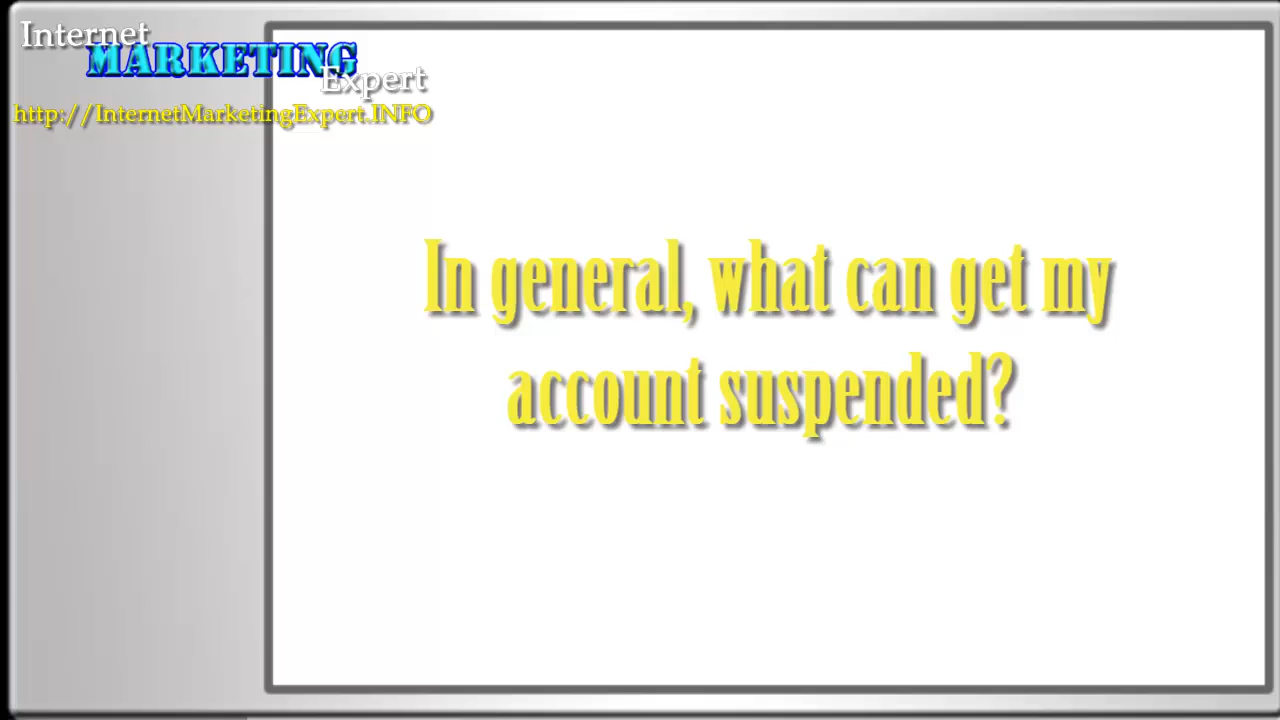 Internet
MARKETING
Expert
http://InternetMarketingExpert.INFO
In general, what can get my
account suspended?